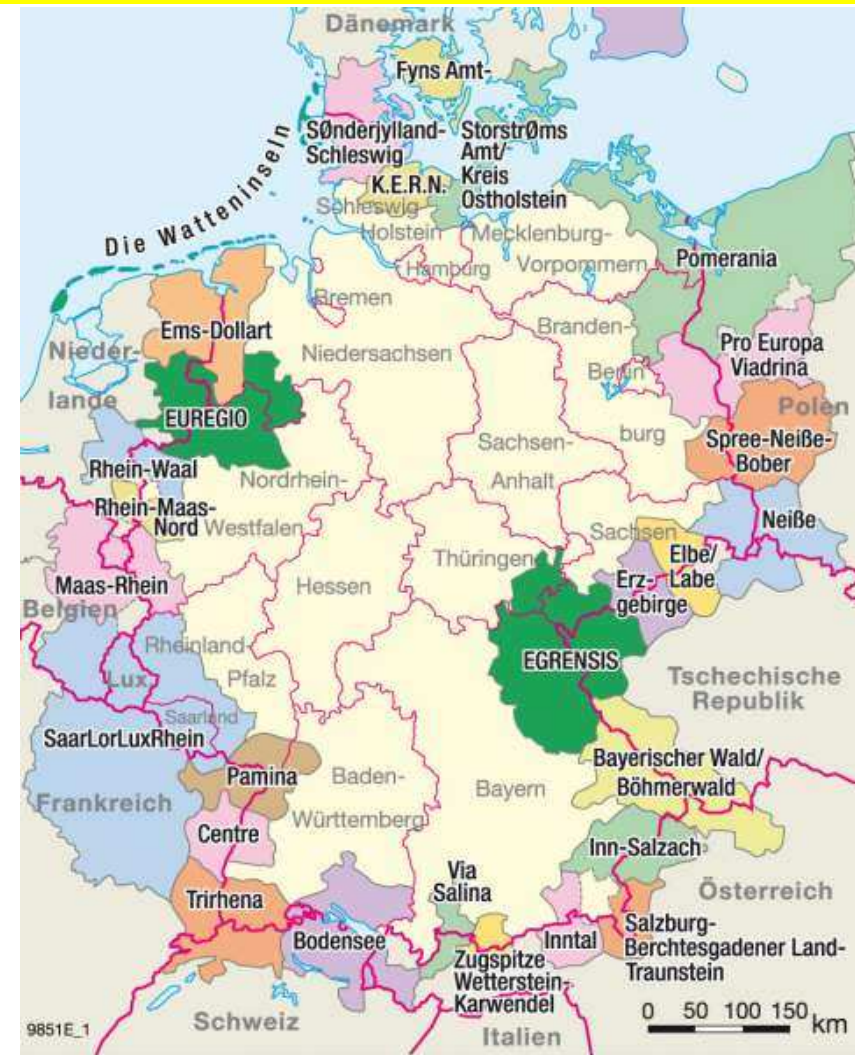 Dänemark
Fyns Amt-
SØnderjylland-
Schleswig
StorstrØms
Amt/
Kreis
Ostholstein
K.E.R.N.
Schleswig
Holstein
Die Watteninseln
Mecklenburg-
Vorpommern
Hamburg
Pomerania
Bremen
Ems-Dollart
Niedersachsen
Branden-
burg
Berlin
Pro Europa
Viadrina
Nieder-
lande
EUREGIO
Polen
Spree-Neiße-
Bober
Sachsen-
Anhalt
Rhein-Waal
Nordrhein-
Westfalen
Rhein-Maas-
Nord
Neiße
Sachsen
Elbe/
Labe
Thüringen
Hessen
Erz-
gebirge
Maas-Rhein
Belgien
Rheinland-
Pfalz
EGRENSIS
Tschechische
Republik
Lux
Saarland
SaarLorLuxRhein
Bayerischer Wald/
Böhmerwald
Pamina
Baden-
Württemberg
Bayern
Frankreich
Centre
Inn-Salzach
Via
Salina
Österreich
Trirhena
Bodensee
Inntal
Salzburg-
Berchtesgadener Land-
Traunstein
Zugspitze
Wetterstein-
Karwendel
Schweiz
Italien
0 50 100 150 km
9851E_1